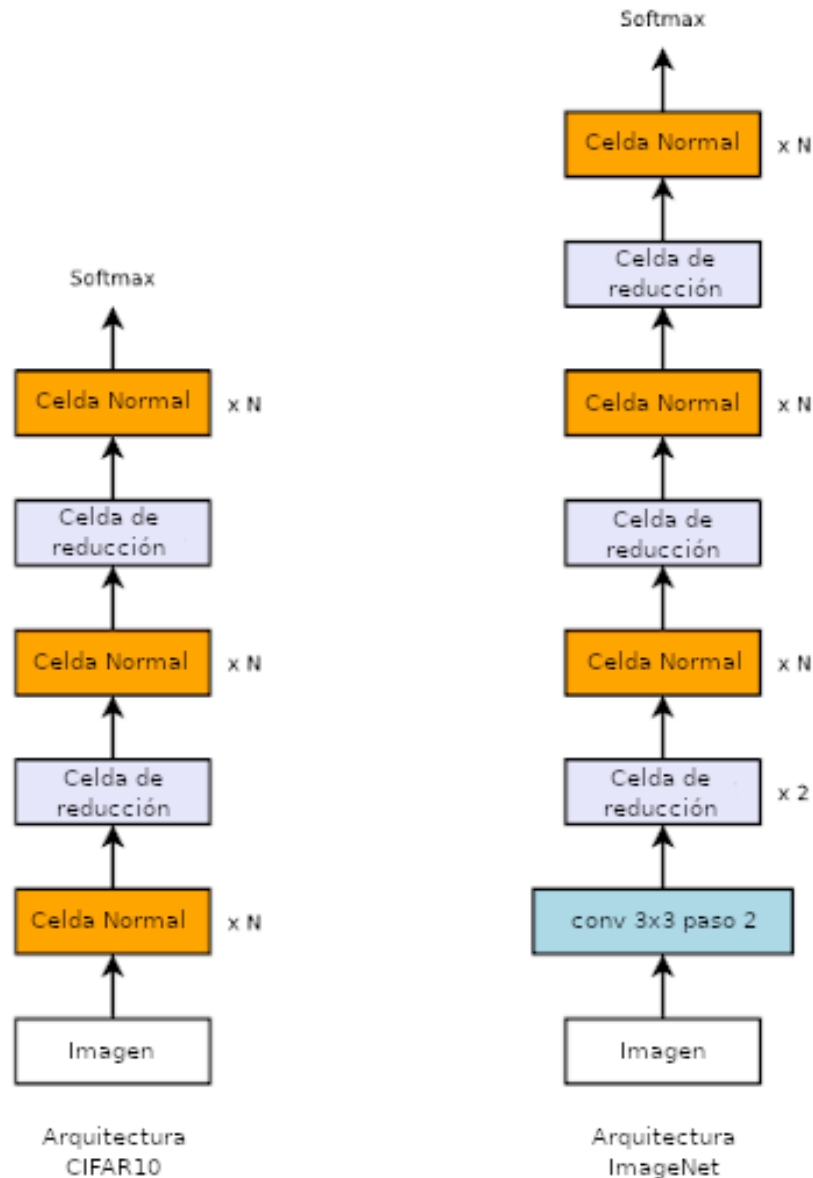 Softmax
Celda Normal
x N
Celda de
reducción
Celda Normal
x N
Celda de
reducción
Celda Normal
x N
Imagen
Arquitectura
CIFAR10
Softmax
Celda Normal
x N
Celda de
reducción
Celda Normal
x N
Celda de
reducción
Celda Normal
x N
Celda de
reducción
x 2
conv 3x3 paso 2
Imagen
Arquitectura
ImageNet